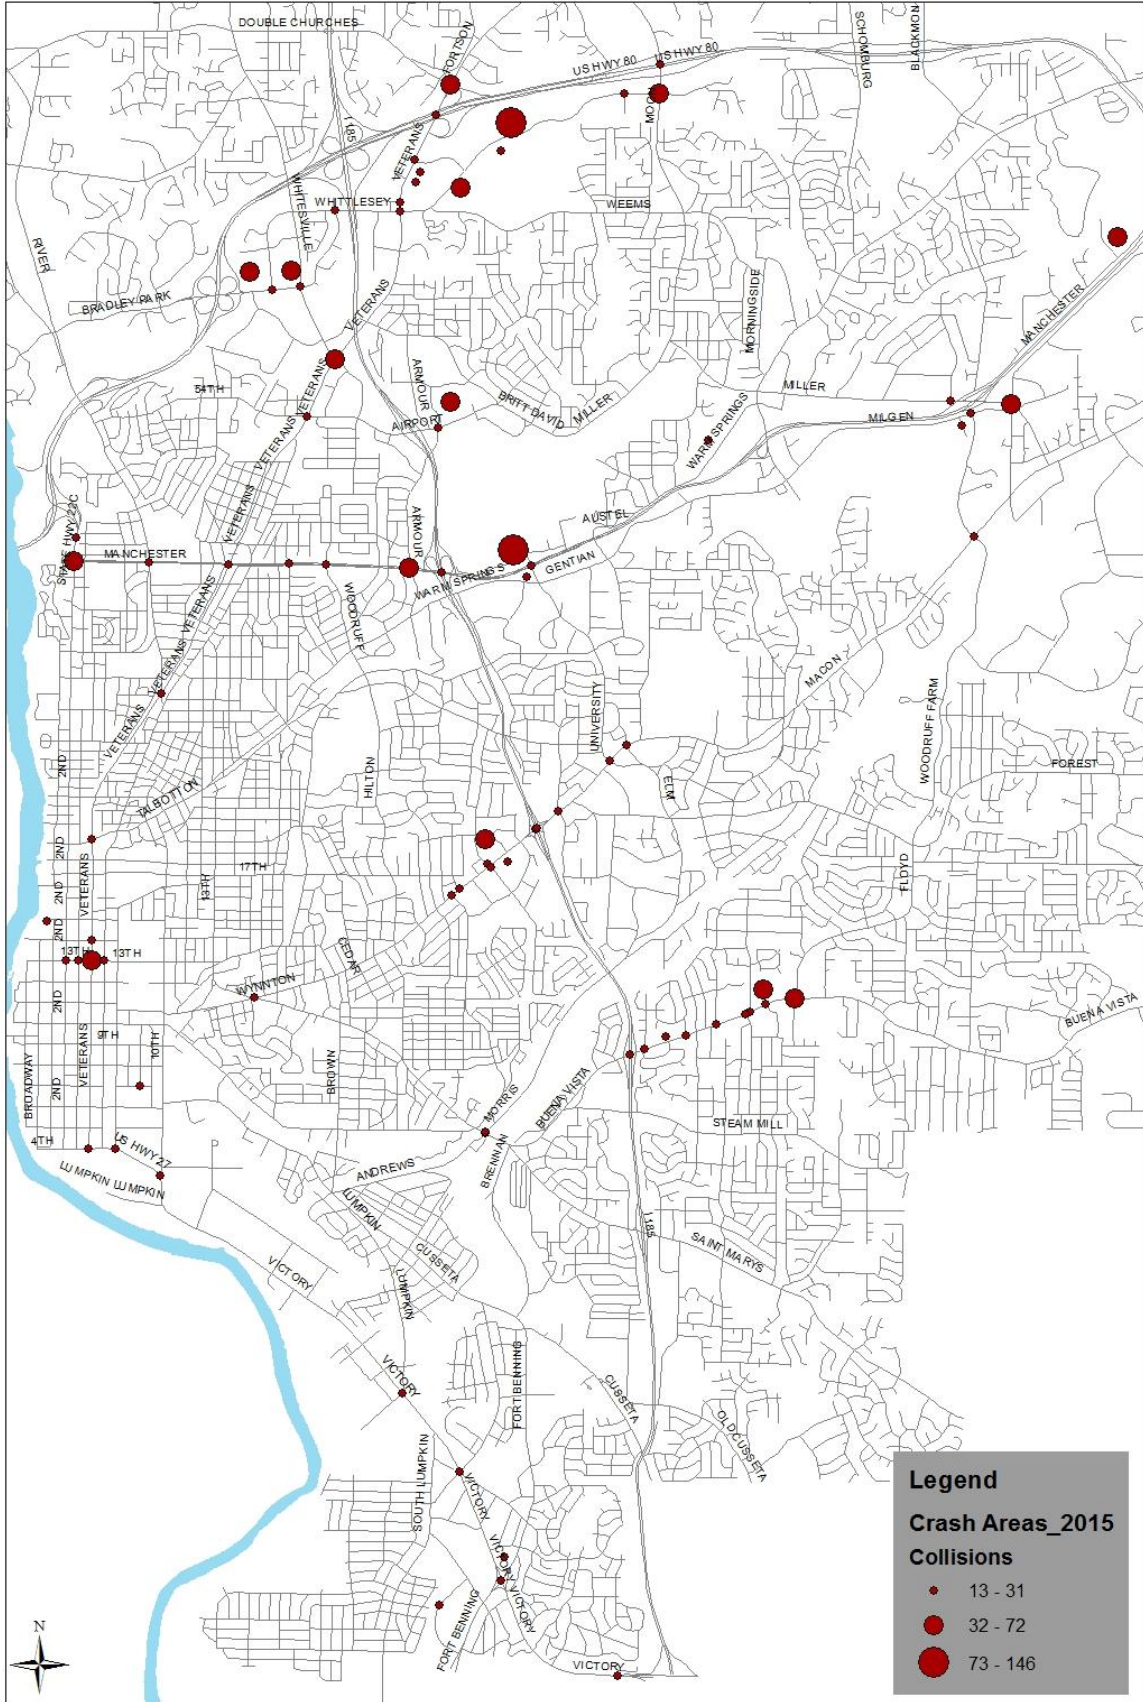 DOUBLE CHURCHES
FORTSON
SCHOMBURG
BLACKMON
US HWY 80
US HWY 80
I 185
MOON
VETERANS
WHITTLESEY
WHITESVILLE
WEEMS
RIVER
BRADLEY PARK
VETERANS
MORNINGSIDE
MANCHESTER
54TH
VETERANS
ARMOUR
MILLER
BRITT DAVID
MILLER
AIRPORT
MILGEN
VETERANS
WARM SPRINGS
STATE HWY 22C
VETERANS
ARMOUR
AUSTEL
MANCHESTER
GENTIAN
WARM SPRINGS
VETERANS
WOODRUFF
VETERANS
MACON
VETERANS
UNIVERSITY
WOODRUFF FARM
2ND
HILTON
ELM
FOREST
TALBOTTON
2ND
17TH
FLOYD
VETERANS
13TH
2ND
2ND
13TH
13TH
CEDAR
WYNNTON
2ND
BUENA VISTA
9TH
10TH
VETERANS
BROADWAY
2ND
BROWN
MORRIS
BUENA VISTA
STEAM MILL
4TH
US HWY 27
BRENNAN
LUMPKIN
LUMPKIN
ANDREWS
LUMPKIN
I 185
SAINT MARYS
CUSSETA
VICTORY
LUMPKIN
VICTORY
FORT BENNING
CUSSETA
OLD CUSSETA
SOUTH LUMPKIN
VICTORY
VICTORY
VICTORY
FORT BENNING
VICTORY
N
Legend
Crash Areas_2015
Collisions
13 - 31
32 - 72
73 - 146